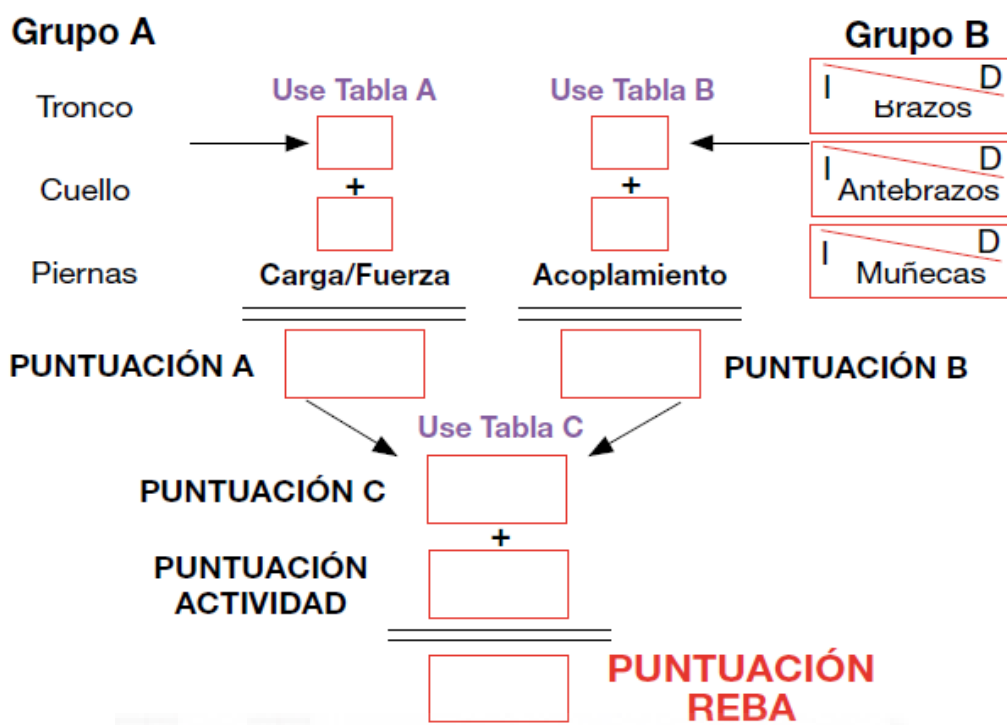 Grupo A
Grupo B
Use Tabla A
Use Tabla B
I D
Brazos
Tronco
+
+
I D
Antebrazos
Cuello
I D
Muñecas
Piernas
Carga/Fuerza
Acoplamiento
PUNTUACIÓN A
PUNTUACIÓN B
Use Tabla C
PUNTUACIÓN C
+
PUNTUACIÓN
ACTIVIDAD
PUNTUACIÓN
REBA